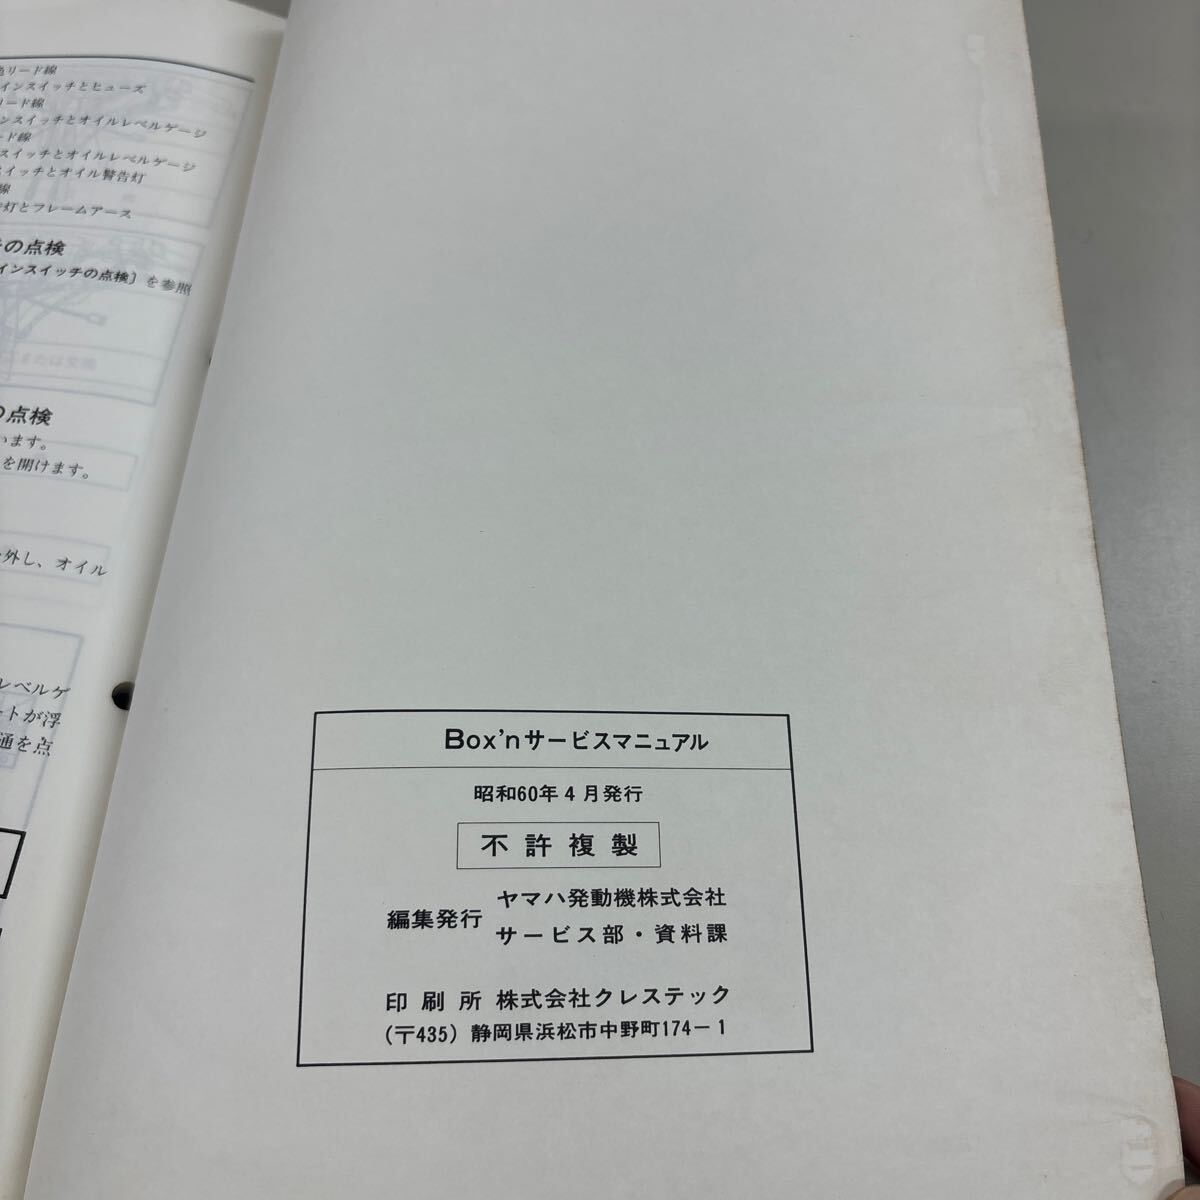 リード線
インスイッチとヒューズ
リード線
ンスイッチとオイルレベルゲージ
ード線
スイッチとオイルレベルゲージ
スイッチとオイル警告灯
線
灯とフレームアース
の点検
インスイッチの点検〕を参照
または交換
の点検
います。
を開けます。
外し、オイル
レベルゲ
ートが浮
通を点
Box'nサービスマニュアル
昭和60年4月発行
不許複製
編集発行 ヤマハ発動機株式会社
サービス部・資料課
印刷所 株式会社クレステック
(〒435) 静岡県浜松市中野町174-1